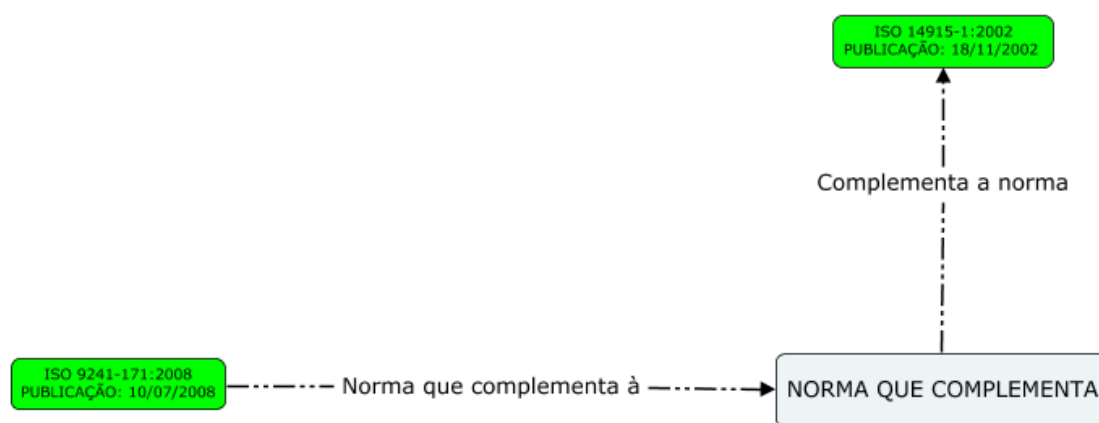 ISO 14915-1:2002
PUBLICAÇÃO: 18/11/2002
Complementa a norma
ISO 9241-171:2008
PUBLICAÇÃO: 10/07/2008
Norma que complementa à
NORMA QUE COMPLEMENTA